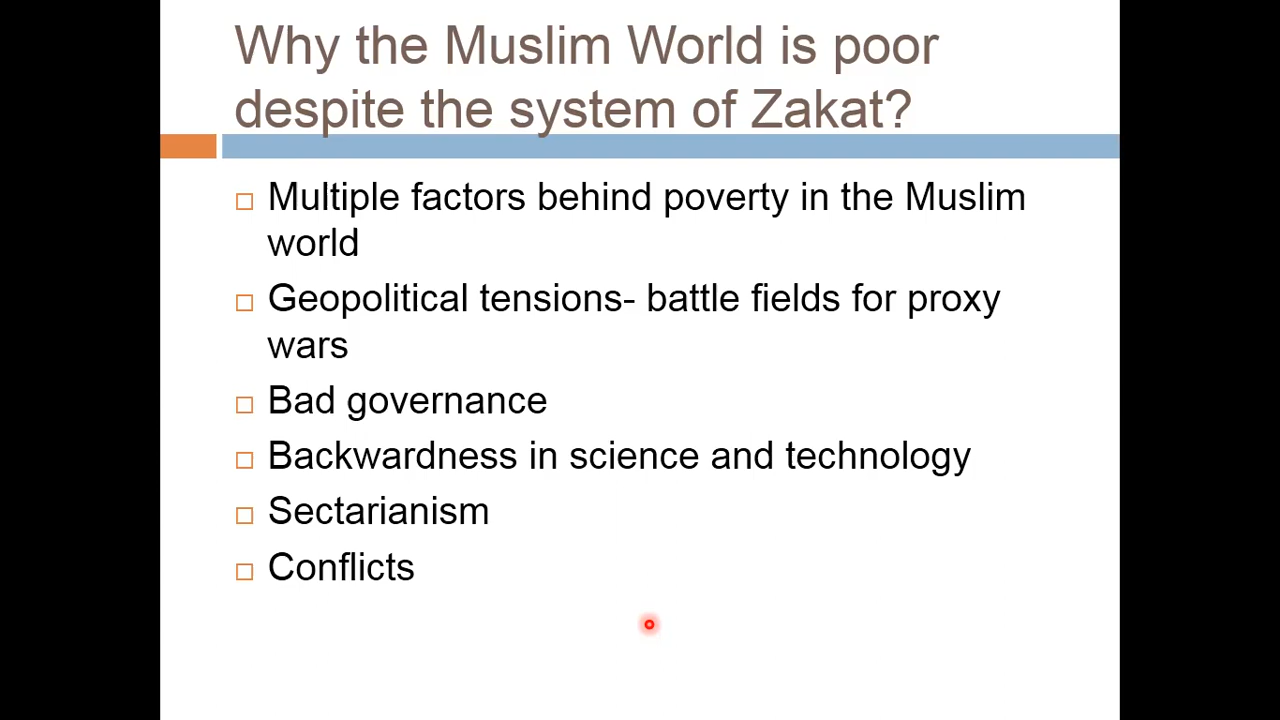 Why the Muslim World is poor
despite the system of Zakat?
Multiple factors behind poverty in the Muslim
world
Geopolitical tensions- battle fields for proxy
wars
Bad governance
Backwardness in science and technology
Sectarianism
Conflicts